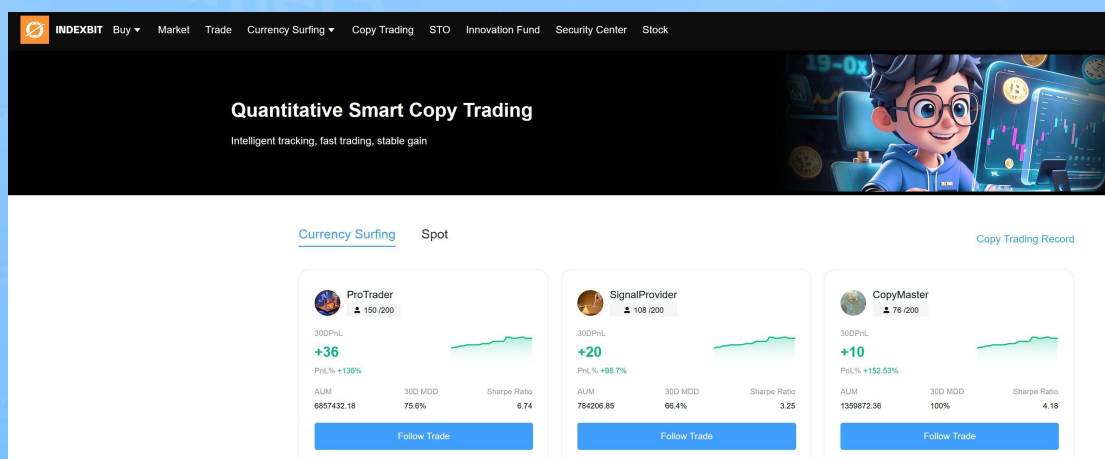 INDEXBIT Buy Market Trade Currency Surfing Copy Trading STO Innovation Fund Security Center Stock
19-0x
Quantitative Smart Copy Trading
Intelligent tracking, fast trading, stable gain
Currency Surfing Spot Copy Trading Record
ProTrader
150 /200
30DPnL
+36
PnL% +136%
AUM 30D MDD Sharpe Ratio
6857432.18 75.6% 6.74
Follow Trade
SignalProvider
108 /200
30DPnL
+20
PnL% +98.7%
AUM 30D MDD Sharpe Ratio
784206.85 66.4% 3.25
Follow Trade
CopyMaster
76 /200
30DPnL
+10
PnL% +152.53%
AUM 30D MDD Sharpe Ratio
1359872.36 100% 4.18
Follow Trade